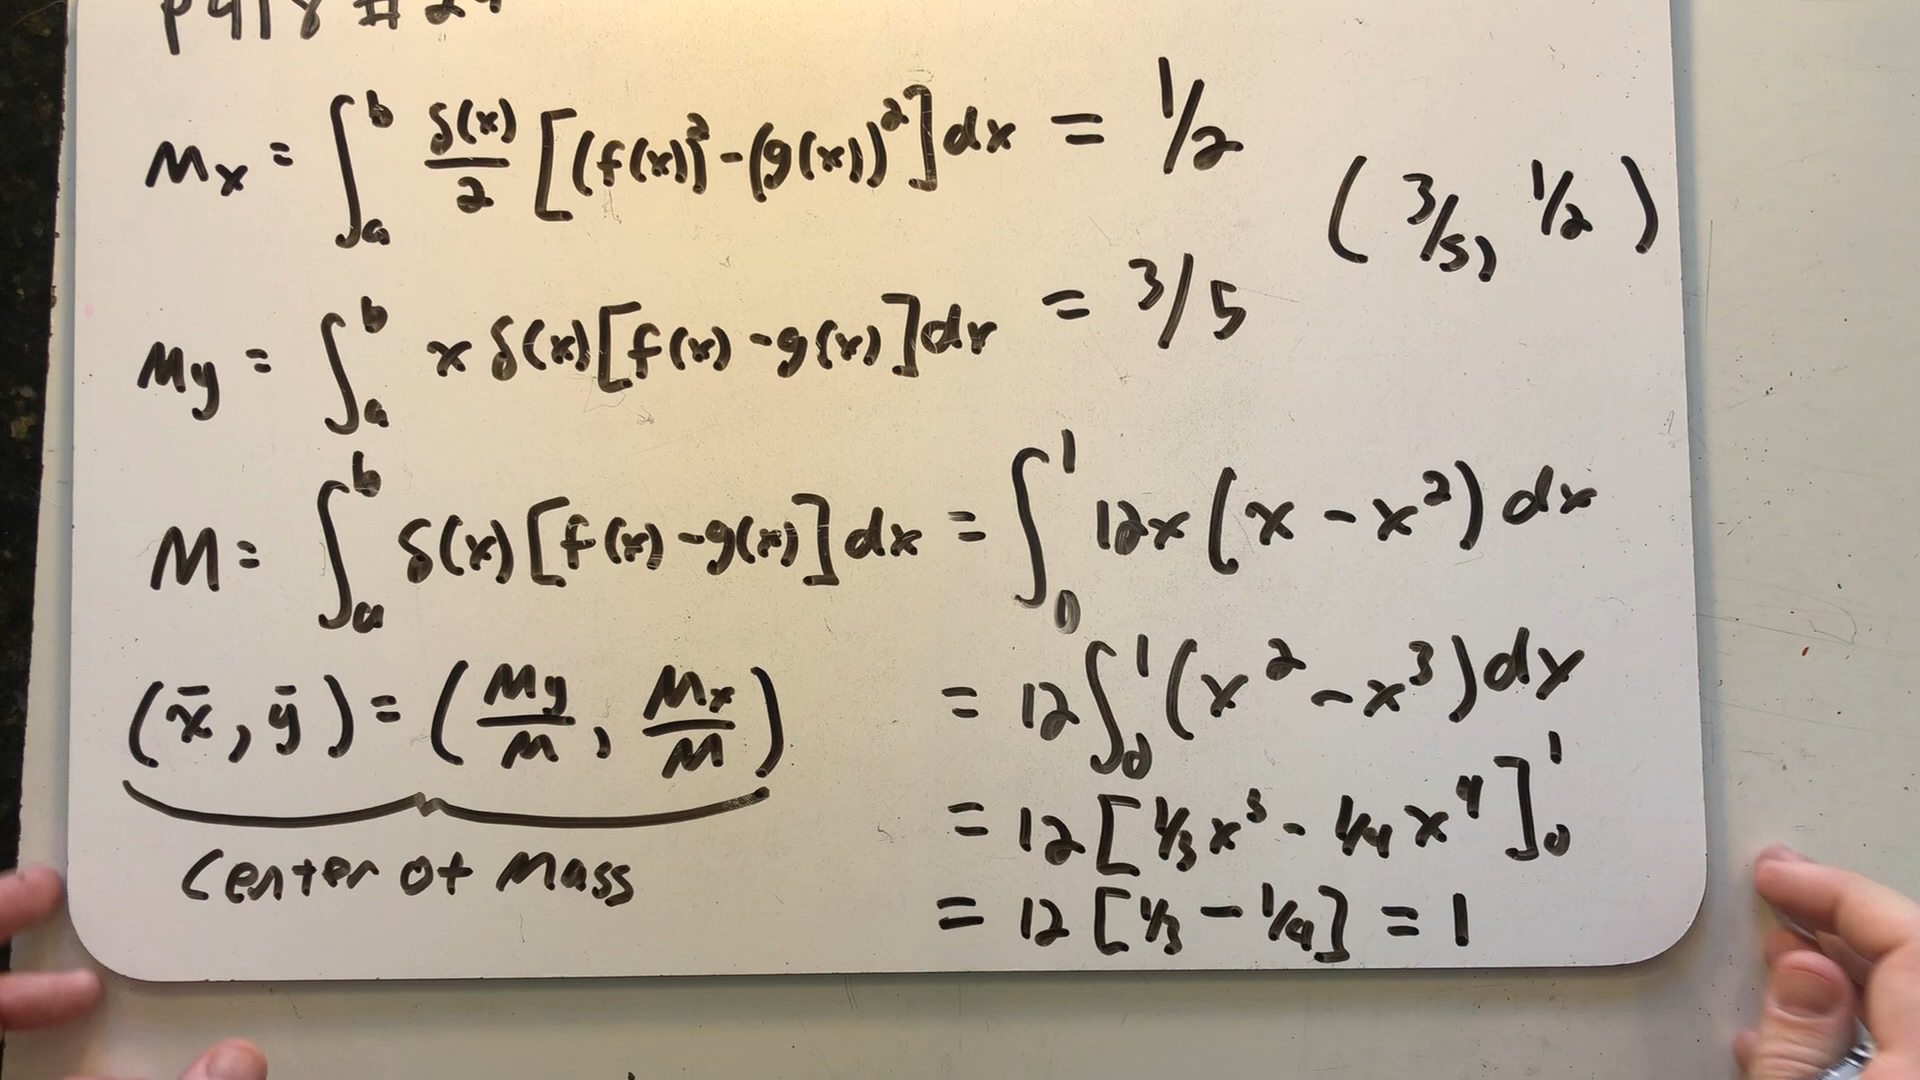 Mx = ∫_a^b δ(x)/2 [(f(x))² - (g(x))²] dx = 1/2
(3/5, 1/2)
My = ∫_a^b x δ(x) [f(x) - g(x)] dx = 3/5
M = ∫_a^b δ(x) [f(x) - g(x)] dx = ∫_0^1 12x (x - x²) dx
(x̄, ȳ) = (My/M, Mx/M)
= 12 ∫_0^1 (x² - x³) dx
= 12 [1/3 x³ - 1/4 x⁴]_0^1
Center of Mass
= 12 [1/3 - 1/4] = 1